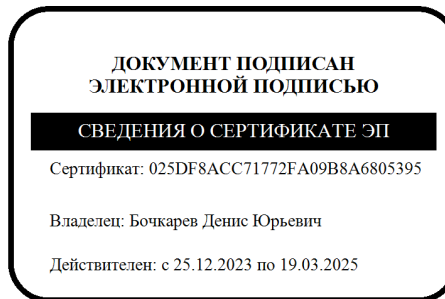 ДОКУМЕНТ ПОДПИСАН
ЭЛЕКТРОННОЙ ПОДПИСЬЮ
СВЕДЕНИЯ О СЕРТИФИКАТЕ ЭП
Сертификат: 025DF8ACC71772FA09B8A6805395
Владелец: Бочкарев Денис Юрьевич
Действителен: с 25.12.2023 по 19.03.2025